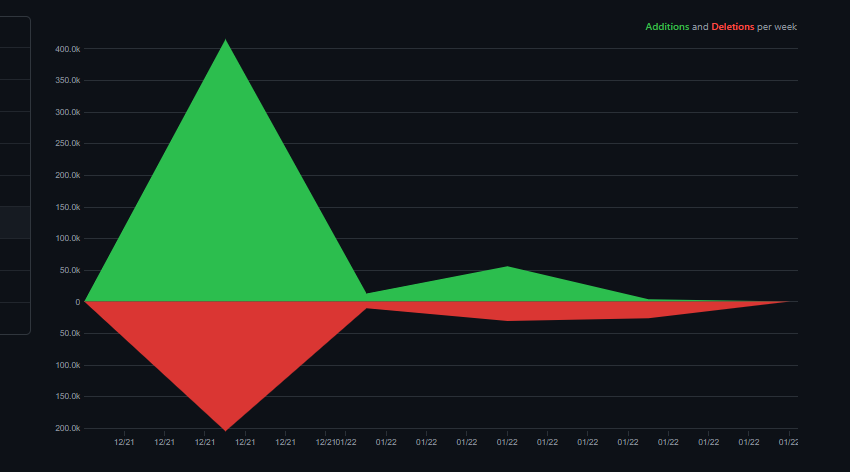 Additions and Deletions per week
400.0k
350.0k
300.0k
250.0k
200.0k
150.0k
100.0k
50.0k
0
50.0k
100.0k
150.0k
200.0k
12/21 12/21 12/21 12/21 12/21 12/2101/22 01/22 01/22 01/22 01/22 01/22 01/22 01/22 01/22 01/22 01/22 01/22